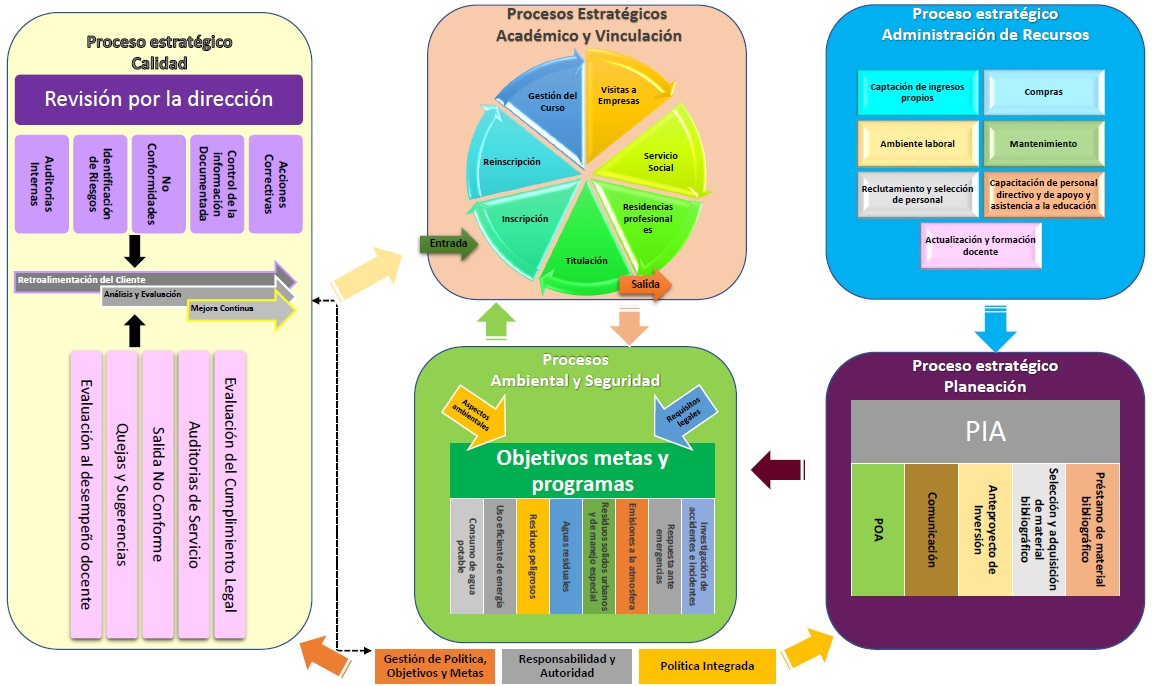 Proceso estratégico
Calidad
Revisión por la dirección
Auditorias
Internas
Identificación
de Riesgos
No
Conformidades
Control de la
información
Documentada
Acciones
Correctivas
Retroalimentación del Cliente
Análisis y Evaluación
Mejora Continua
Evaluación al desempeño docente
Quejas y Sugerencias
Salida No Conforme
Auditorias de Servicio
Evaluación del Cumplimiento Legal
Procesos Estratégicos
Académico y Vinculación
Gestión del
Curso
Visitas a
Empresas
Reinscripción
Servicio
Social
Inscripción
Residencias
profesional
es
Titulación
Entrada
Salida
Proceso estratégico
Administración de Recursos
Captación de ingresos
propios
Compras
Ambiente laboral
Mantenimiento
Reclutamiento y selección
de personal
Capacitación de personal
directivo y de apoyo y
asistencia a la educación
Actualización y formación
docente
Procesos
Ambiental y Seguridad
Aspectos
ambientales
Requisitos
legales
Objetivos metas y
programas
Consumo de agua
potable
Uso eficiente de energía
Residuos peligrosos
Aguas residuales
Residuos solidos urbanos
y de manejo especial
Emisiones a la atmosfera
Respuesta ante
emergencias
Investigación de
accidentes e incidentes
Proceso estratégico
Planeación
PIA
POA
Comunicación
Anteproyecto de
Inversión
Selección y adquisición
de material
bibliográfico
Préstamo de material
bibliográfico
Gestión de Política,
Objetivos y Metas
Responsabilidad y
Autoridad
Política Integrada